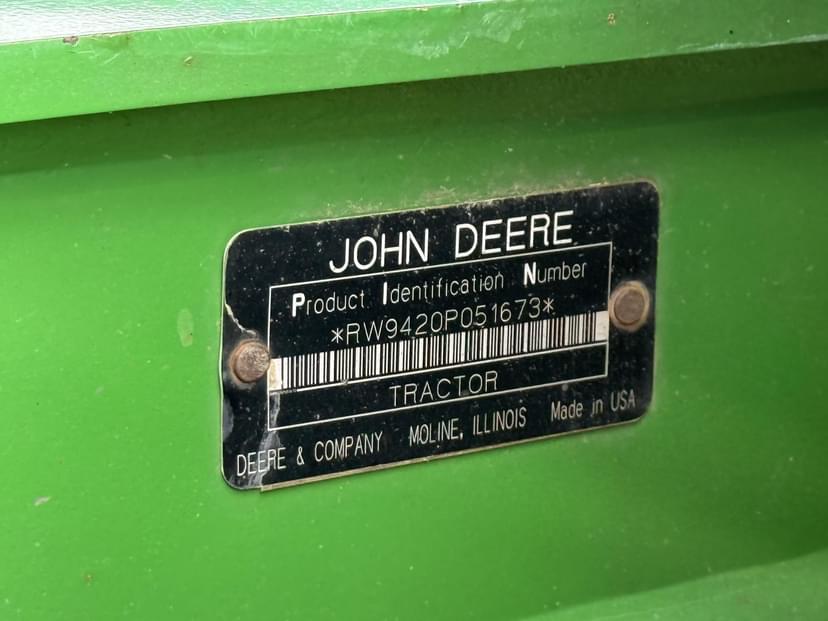 JOHN DEERE
Product Identification Number
*RW9420P051673*
TRACTOR
DEERE & COMPANY MOLINE, ILLINOIS Made in USA